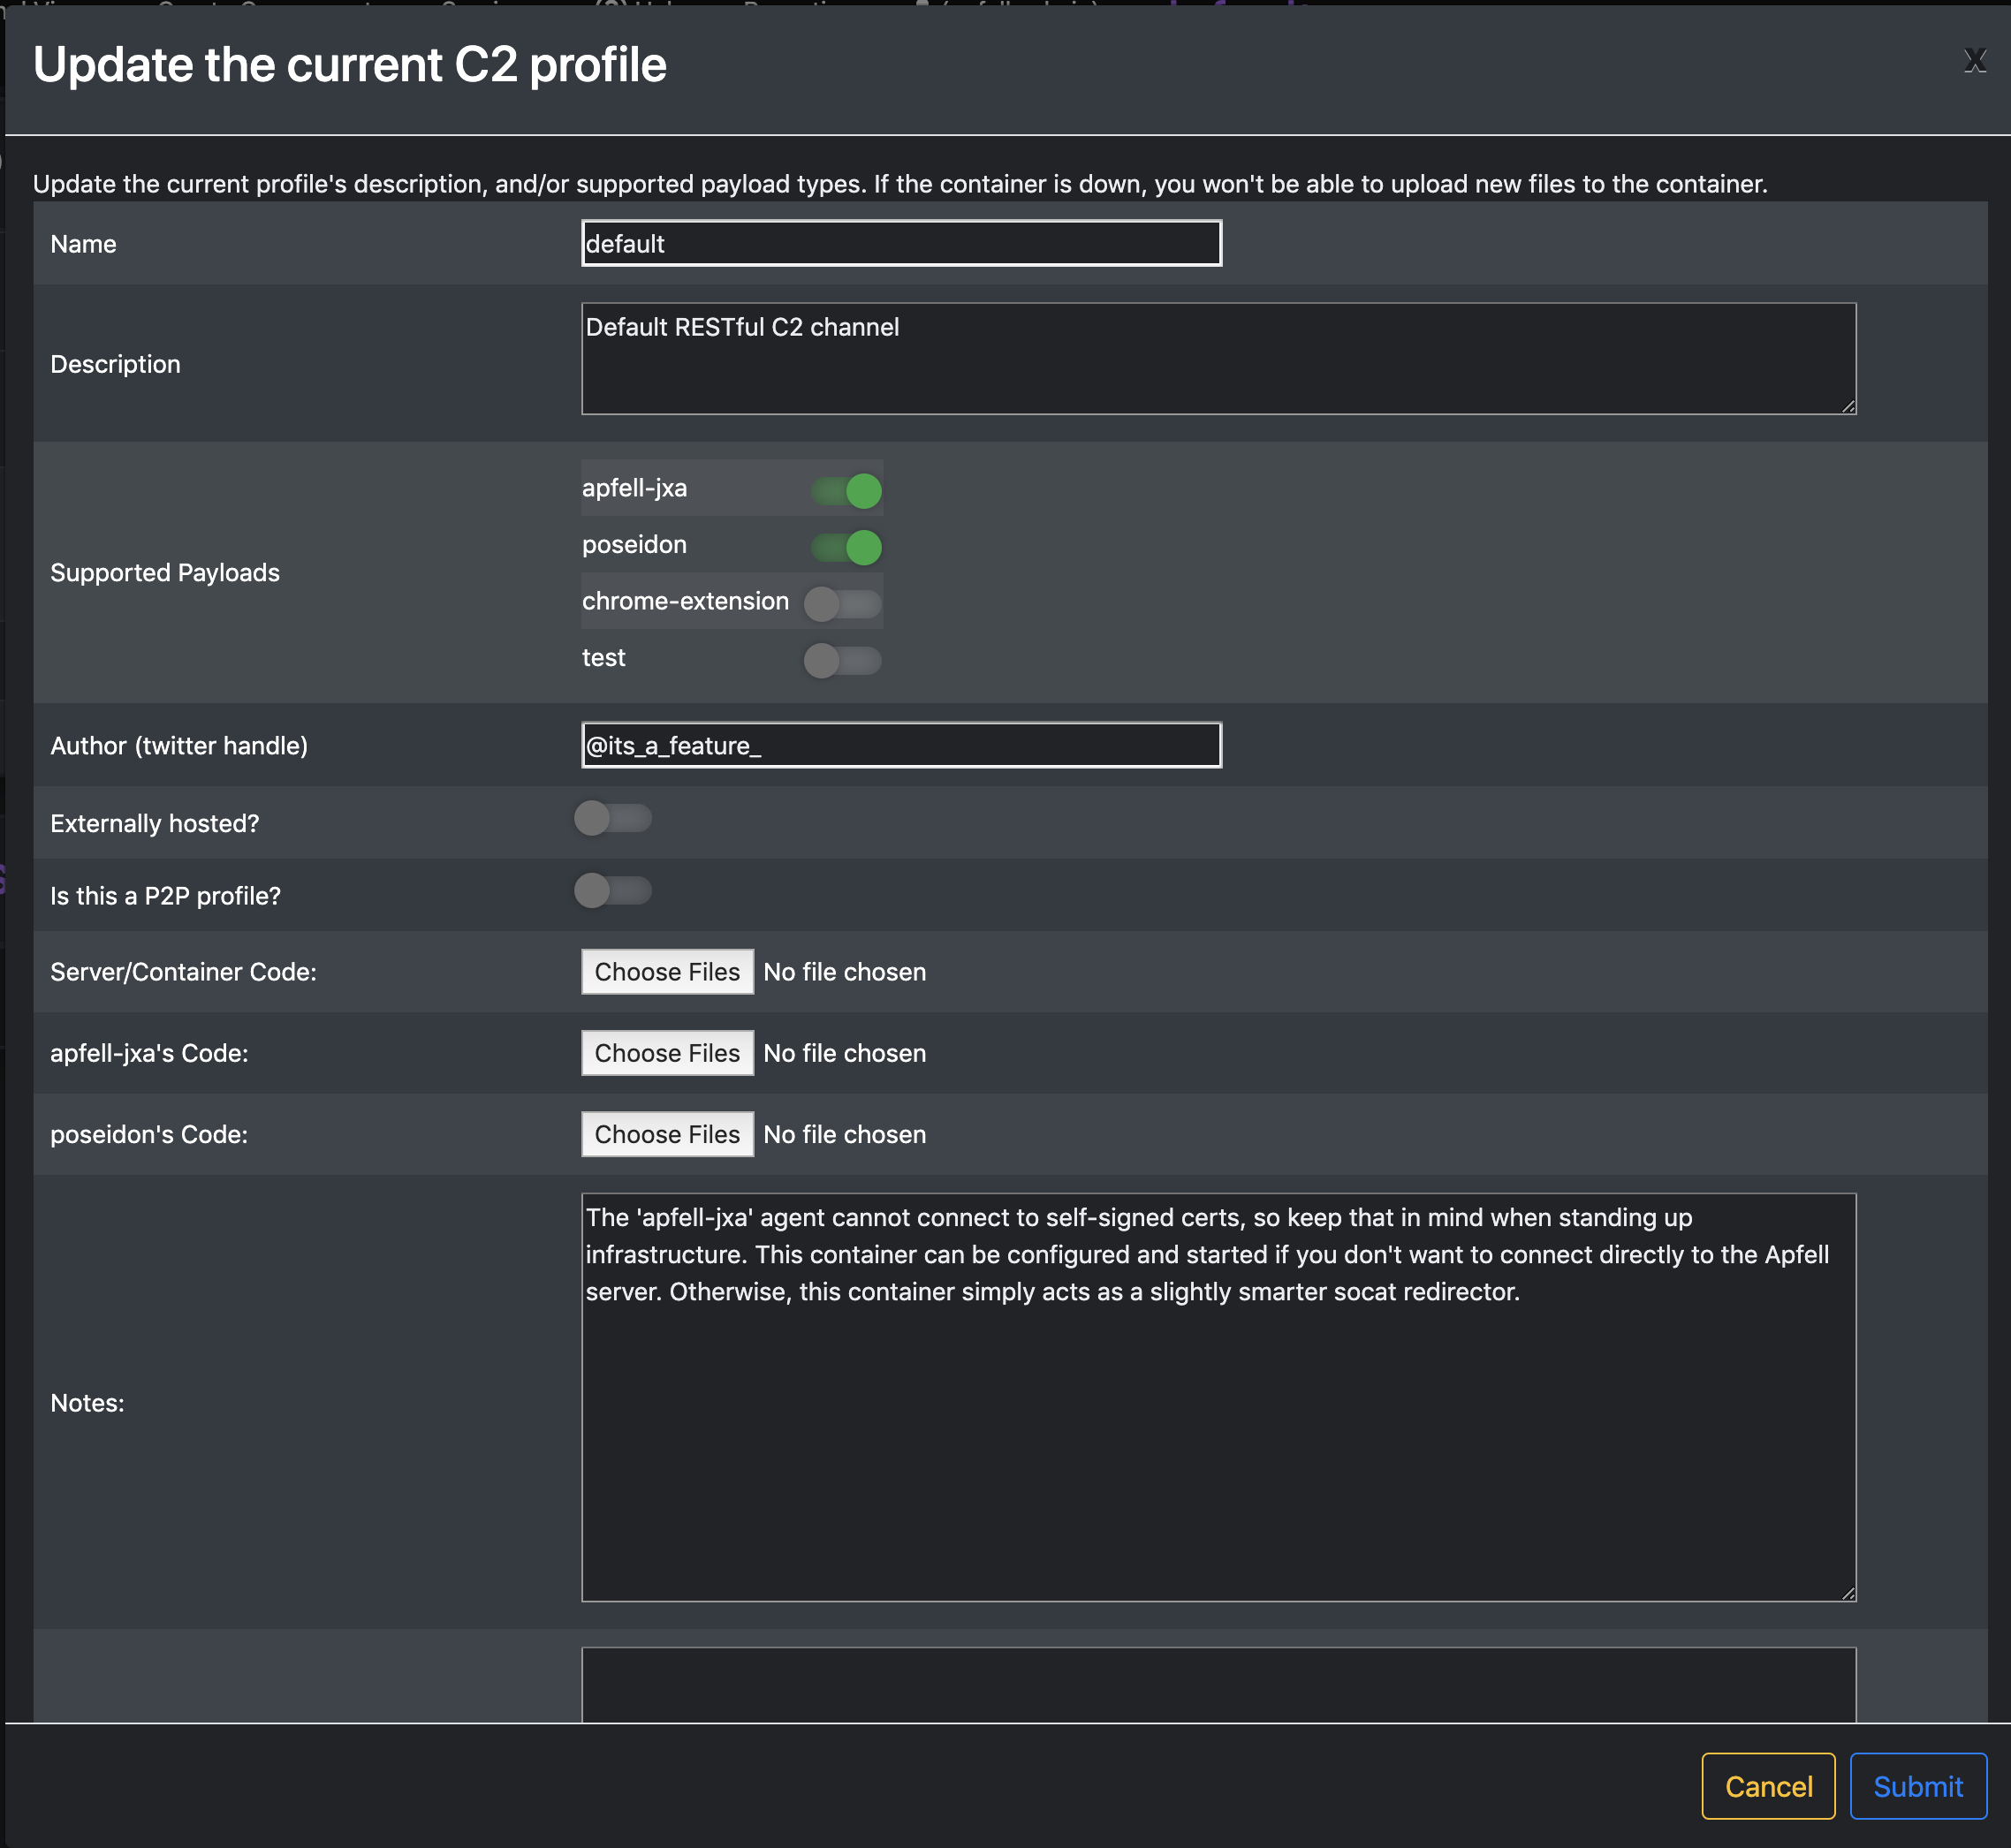 Update the current C2 profile
X
Update the current profile's description, and/or supported payload types. If the container is down, you won't be able to upload new files to the container.
Name
default
Description
Default RESTful C2 channel
Supported Payloads
apfell-jxa
poseidon
chrome-extension
test
Author (twitter handle)
@its_a_feature_
Externally hosted?
Is this a P2P profile?
Server/Container Code:
Choose Files No file chosen
apfell-jxa's Code:
Choose Files No file chosen
poseidon's Code:
Choose Files No file chosen
Notes:
The 'apfell-jxa' agent cannot connect to self-signed certs, so keep that in mind when standing up
infrastructure. This container can be configured and started if you don't want to connect directly to the Apfell
server. Otherwise, this container simply acts as a slightly smarter socat redirector.
Cancel
Submit